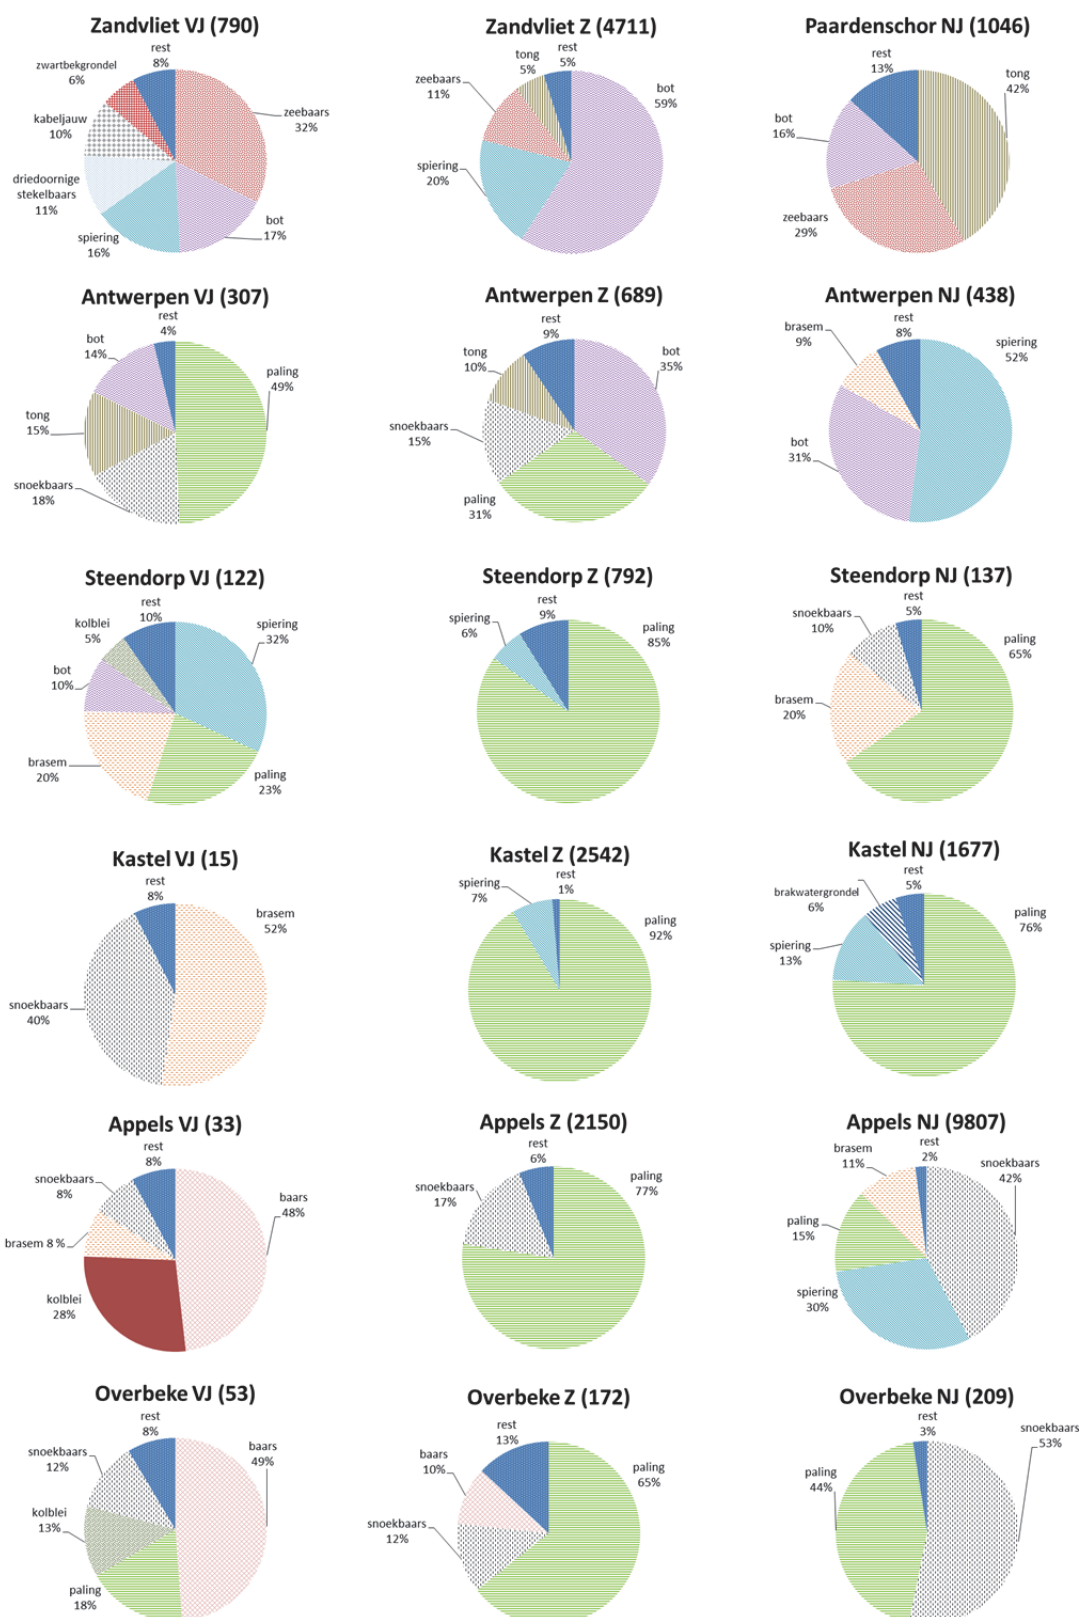 Zandvliet VJ (790)
rest
8%
zwartbekgrondel
6%
kabeljauw
10%
driedoornige
stekelbaars
11%
spiering
16%
bot
17%
zeebaars
32%
Zandvliet Z (4711)
rest
5%
tong
5%
zeebaars
11%
spiering
20%
bot
59%
Paardenschor NJ (1046)
rest
13%
tong
42%
bot
16%
zeebaars
29%
Antwerpen VJ (307)
rest
4%
bot
14%
tong
15%
snoekbaars
18%
paling
49%
Antwerpen Z (689)
rest
9%
tong
10%
snoekbaars
15%
paling
31%
bot
35%
Antwerpen NJ (438)
rest
8%
brasem
9%
bot
31%
spiering
52%
Steendorp VJ (122)
rest
10%
kolblei
5%
bot
10%
brasem
20%
paling
23%
spiering
32%
Steendorp Z (792)
rest
9%
spiering
6%
paling
85%
Steendorp NJ (137)
rest
5%
snoekbaars
10%
brasem
20%
paling
65%
Kastel VJ (15)
rest
8%
snoekbaars
40%
brasem
52%
Kastel Z (2542)
rest
1%
spiering
7%
paling
92%
Kastel NJ (1677)
rest
5%
brakwatergrondel
6%
spiering
13%
paling
76%
Appels VJ (33)
rest
8%
snoekbaars
8%
brasem 8 %
kolblei
28%
baars
48%
Appels Z (2150)
rest
6%
snoekbaars
17%
paling
77%
Appels NJ (9807)
rest
2%
brasem
11%
paling
15%
spiering
30%
snoekbaars
42%
Overbeke VJ (53)
rest
8%
snoekbaars
12%
kolblei
13%
paling
18%
baars
49%
Overbeke Z (172)
rest
13%
baars
10%
snoekbaars
12%
paling
65%
Overbeke NJ (209)
rest
3%
paling
44%
snoekbaars
53%